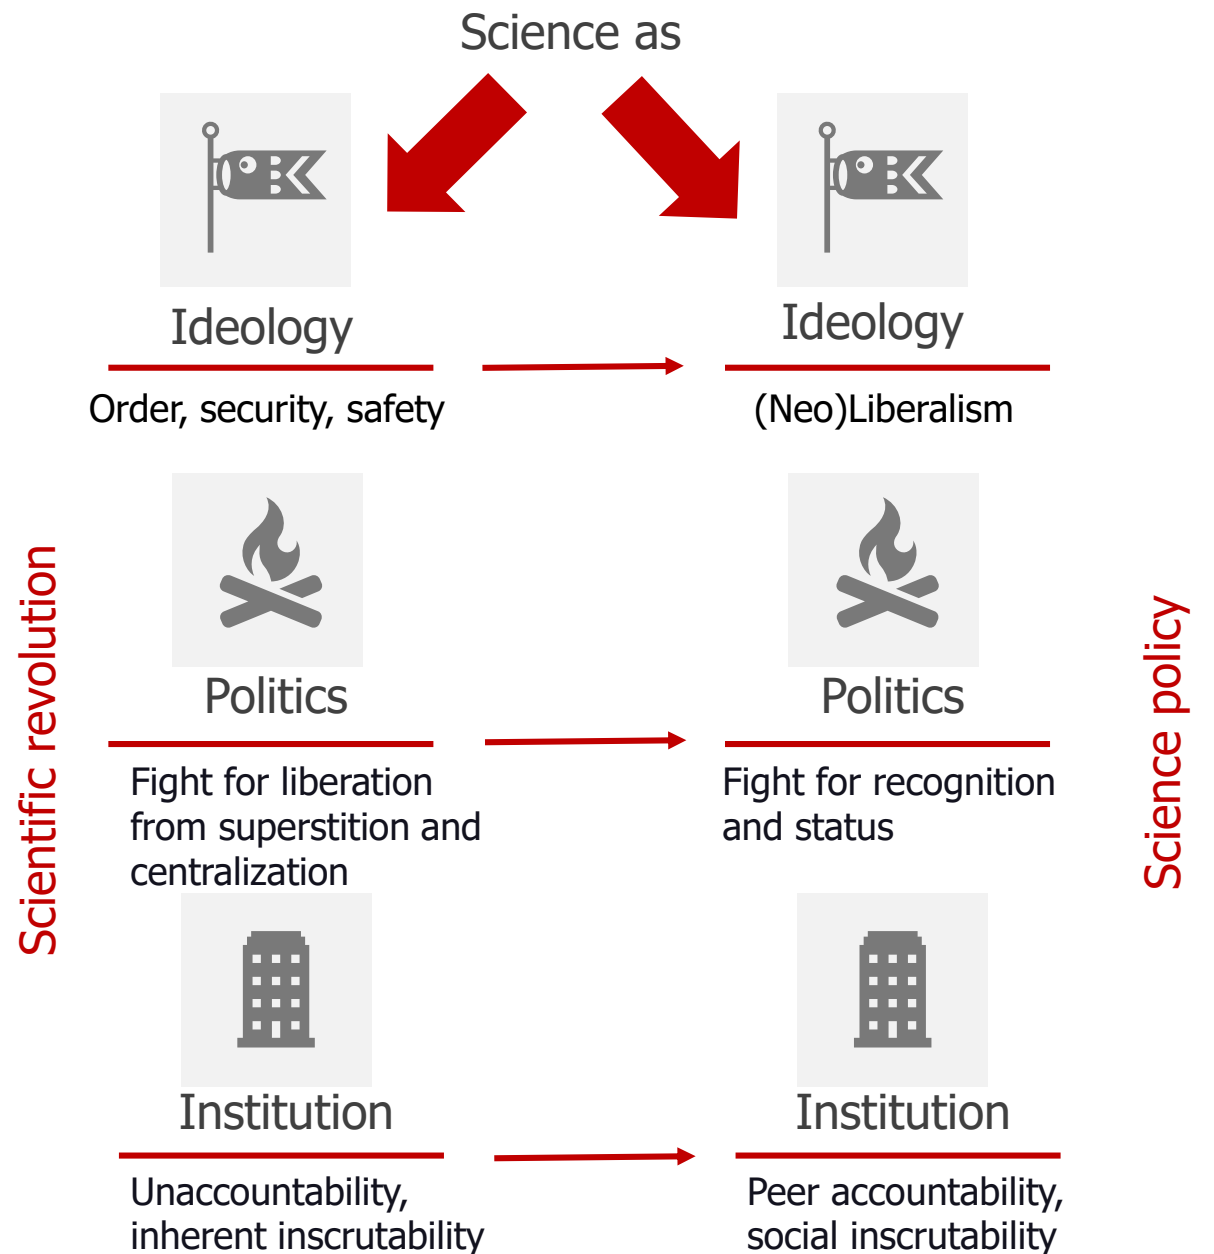 Science as
Scientific revolution
Ideology
Order, security, safety
Ideology
(Neo)Liberalism
Politics
Fight for liberation
from superstition and
centralization
Politics
Fight for recognition
and status
Institution
Unaccountability,
inherent inscrutability
Institution
Peer accountability,
social inscrutability
Science policy